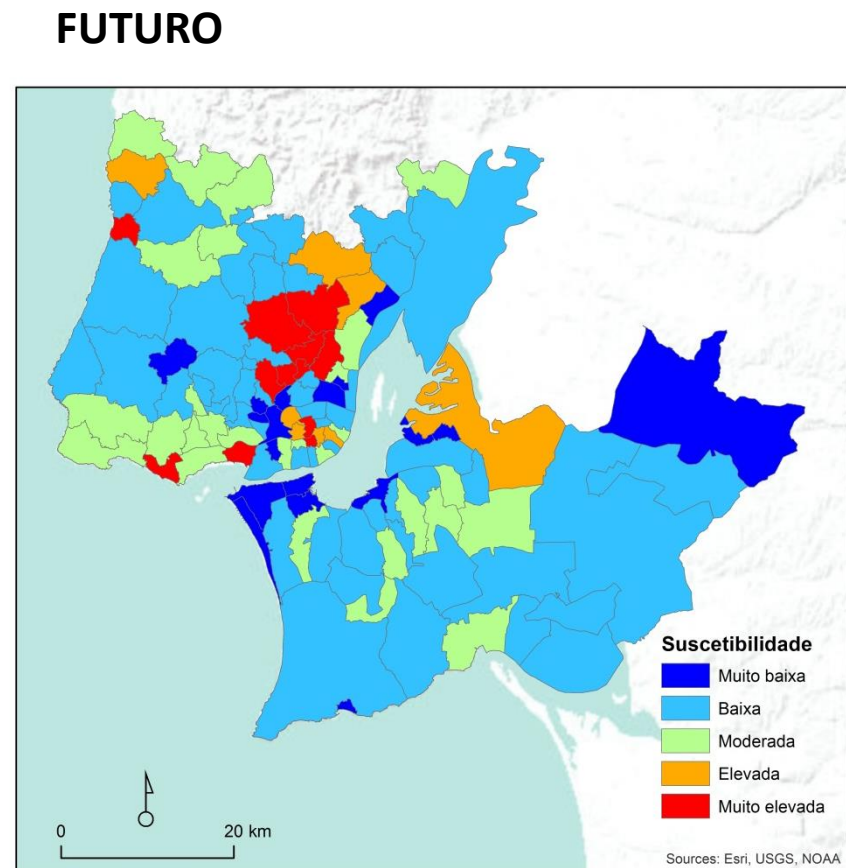 FUTURO
Suscetibilidade
Muito baixa
Baixa
Moderada
Elevada
Muito elevada
0 20 km
Sources: Esri, USGS, NOAA